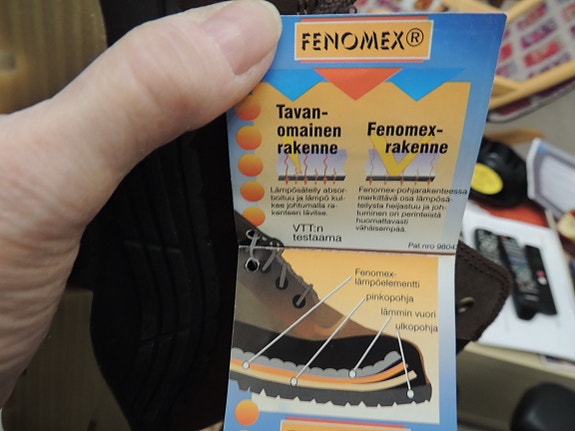 FENOMEX®
Tavan-
omainen
rakenne
Lämpösäteily absor-
boituu ja lämpö kul-
kee johtumalla ra-
kenteen lävitse.
VTT:n
testaama
Fenomex-
rakenne
Fenomex-pohjarakenteessa
merkittävä osa lämpösä-
teilystä heijastuu ja joh-
tuminen on perinteistä
huomattavasti
vähäisempää.
Pat nro
Fenomex-
lämpöelementti
pinkopohja
lämmin vuori
ulkopohja